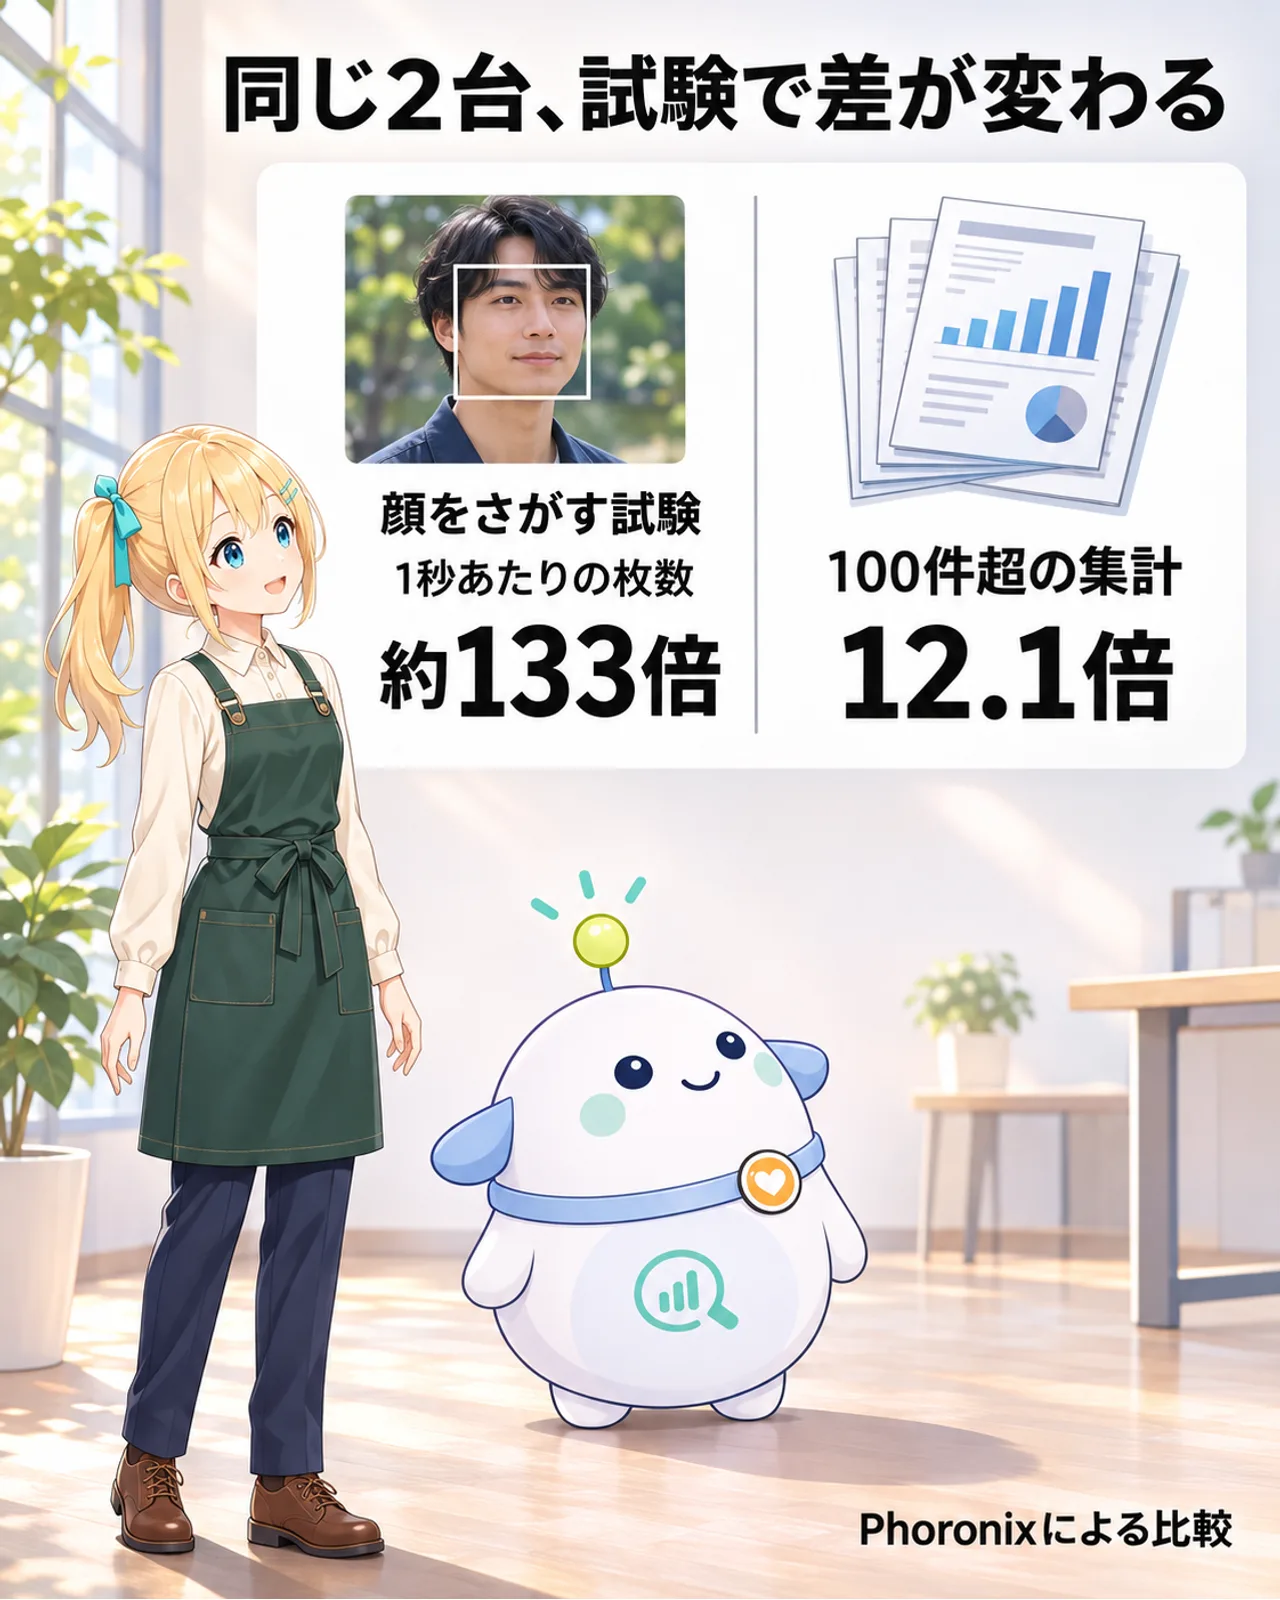 同じ2台、試験で差が変わる
顔をさがす試験
1秒あたりの枚数
約133倍
100件超の集計
12.1倍
Phoronixによる比較